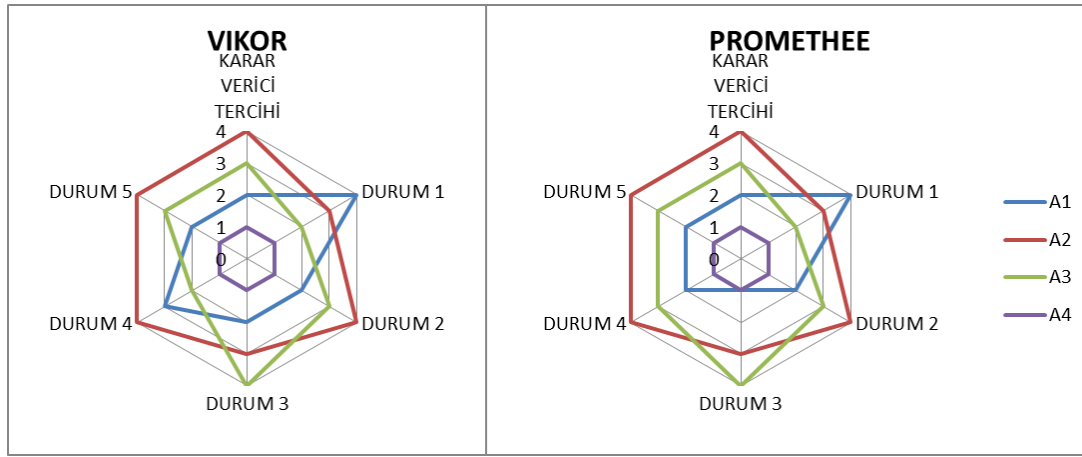 VIKOR
KARAR
VERİCİ
TERCİHİ
4
3
2
1
0
DURUM 1
DURUM 2
DURUM 3
DURUM 4
DURUM 5
PROMETHEE
KARAR
VERİCİ
TERCİHİ
4
3
2
1
0
DURUM 1
DURUM 2
DURUM 3
DURUM 4
DURUM 5
A1
A2
A3
A4